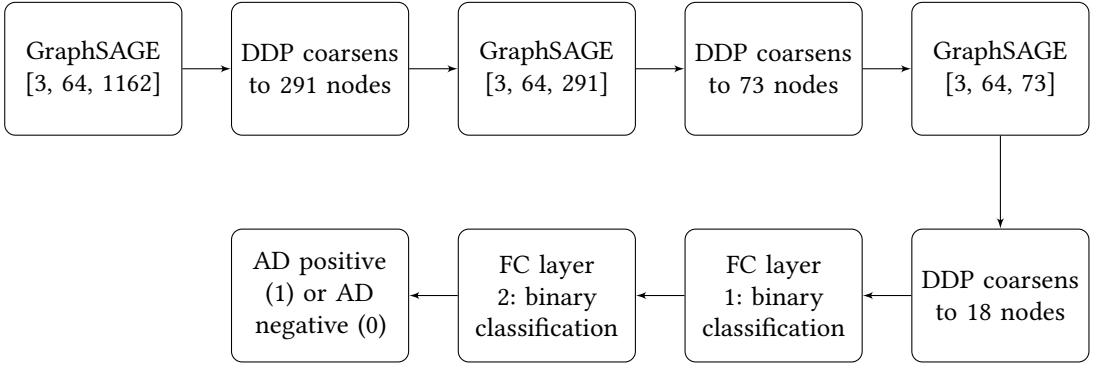 GraphSAGE
[3, 64, 1162]
DDP coarsens
to 291 nodes
GraphSAGE
[3, 64, 291]
DDP coarsens
to 73 nodes
GraphSAGE
[3, 64, 73]
DDP coarsens
to 18 nodes
FC layer
1: binary
classification
FC layer
2: binary
classification
AD positive
(1) or AD
negative (0)